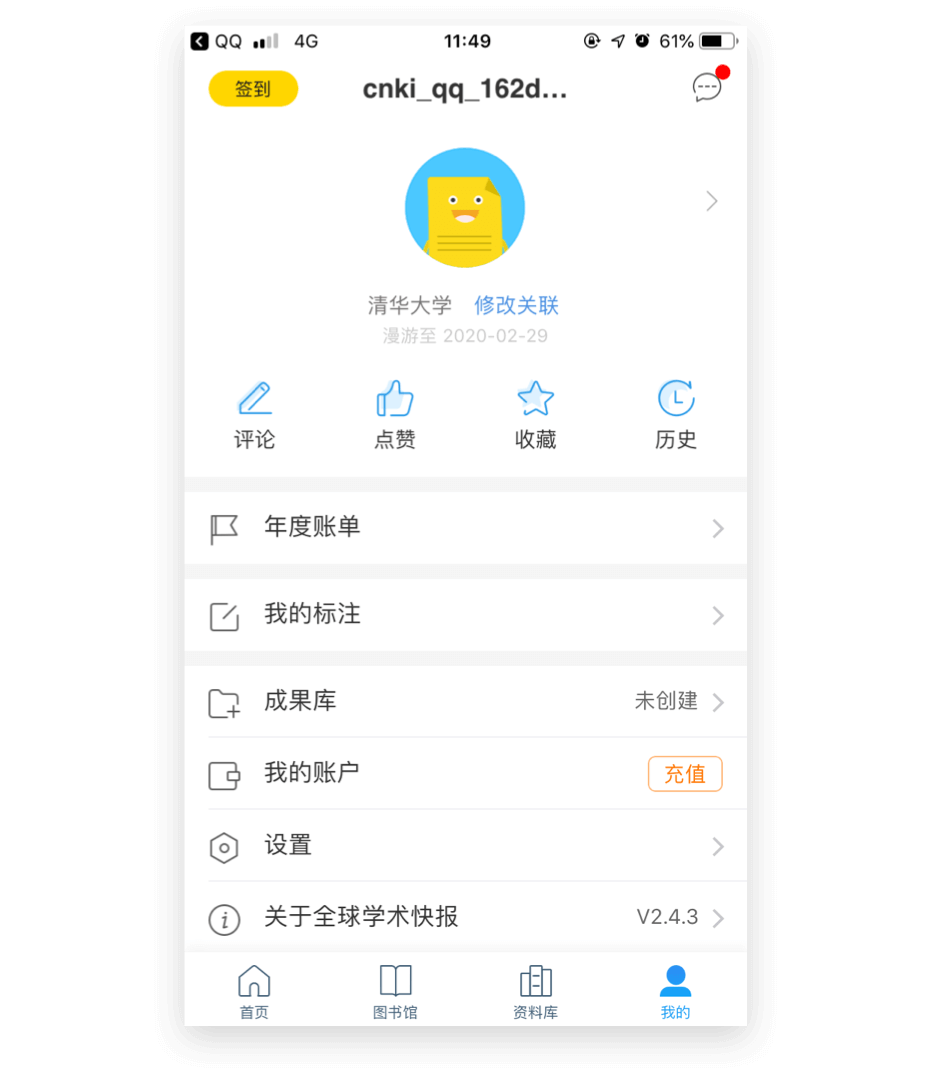 QQ 4G 11:49 61%
签到 cnki_qq_162d...
清华大学 修改关联
漫游至 2020-02-29
评论 点赞 收藏 历史
年度账单
我的标注
成果库 未创建
我的账户 充值
设置
关于全球学术快报 V2.4.3
首页 图书馆 资料库 我的